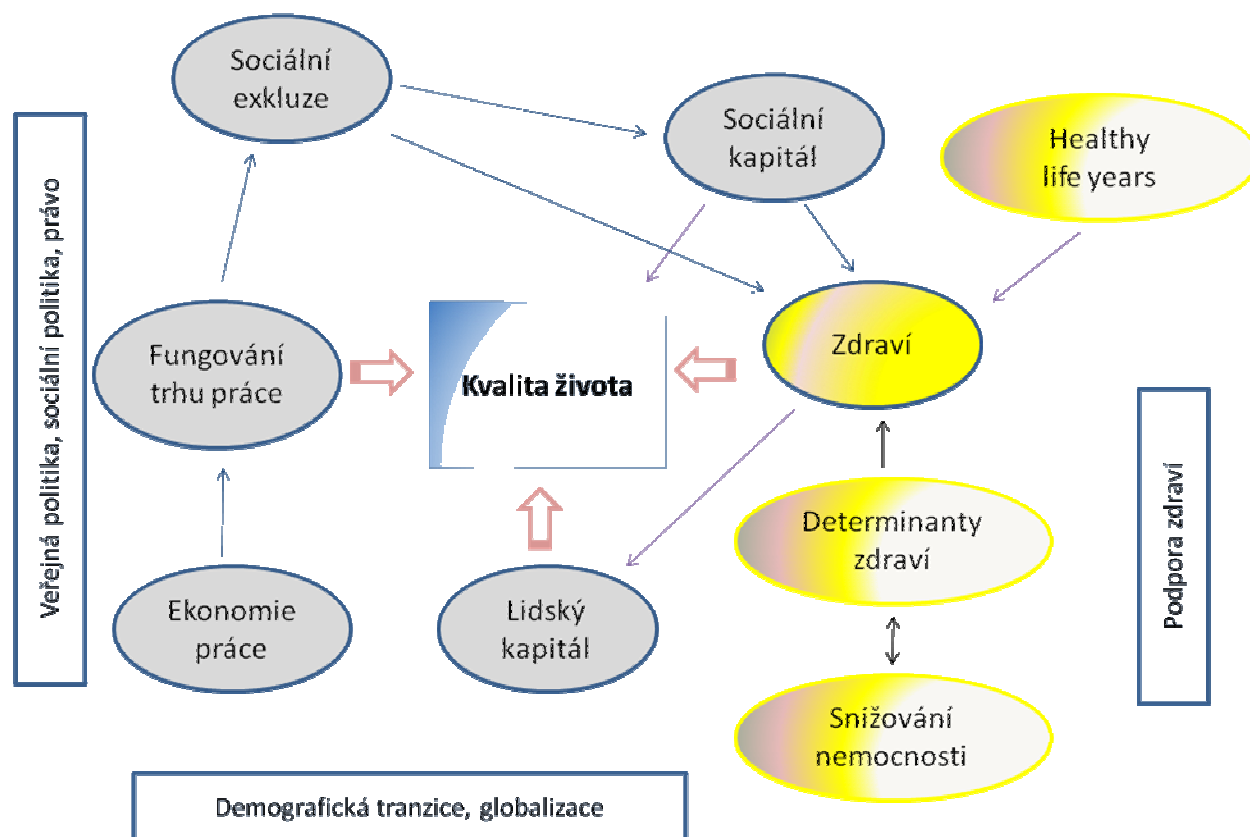 Sociální
exkluze
Sociální
kapitál
Healthy
life years
Veřejná politika, sociální politika, právo
Fungování
trhu práce
Kvalita života
Zdraví
Podpora zdraví
Determinanty
zdraví
Ekonomie
práce
Lidský
kapitál
Snižování
nemocnosti
Demografická tranzice, globalizace